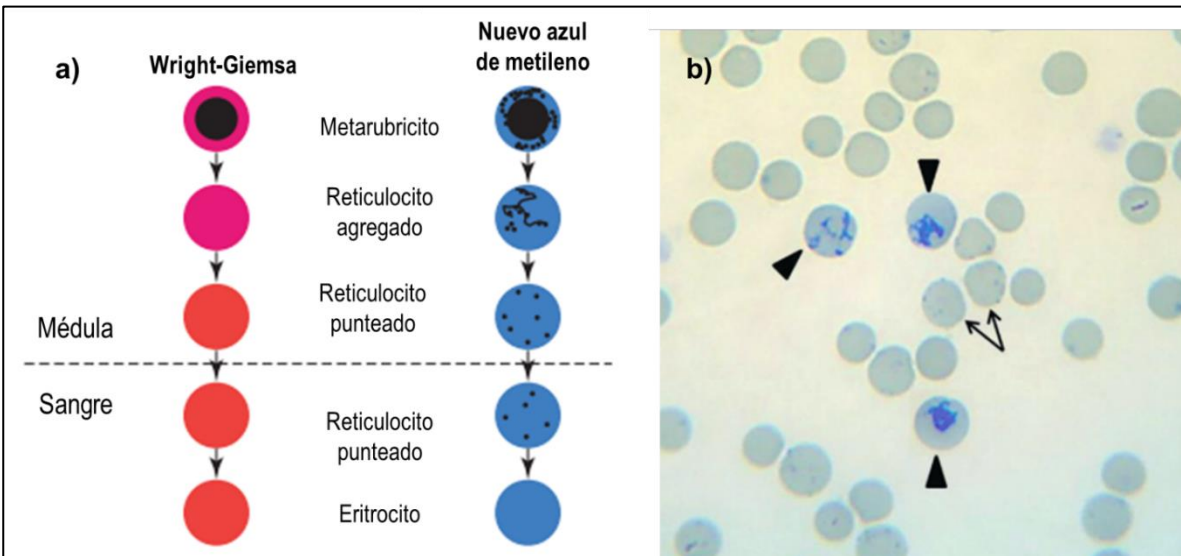 a)
Wright-Giemsa
Nuevo azul
de metileno
Metarubricito
Reticulocito
agregado
Reticulocito
punteado
Médula
Sangre
Reticulocito
punteado
Eritrocito
b)